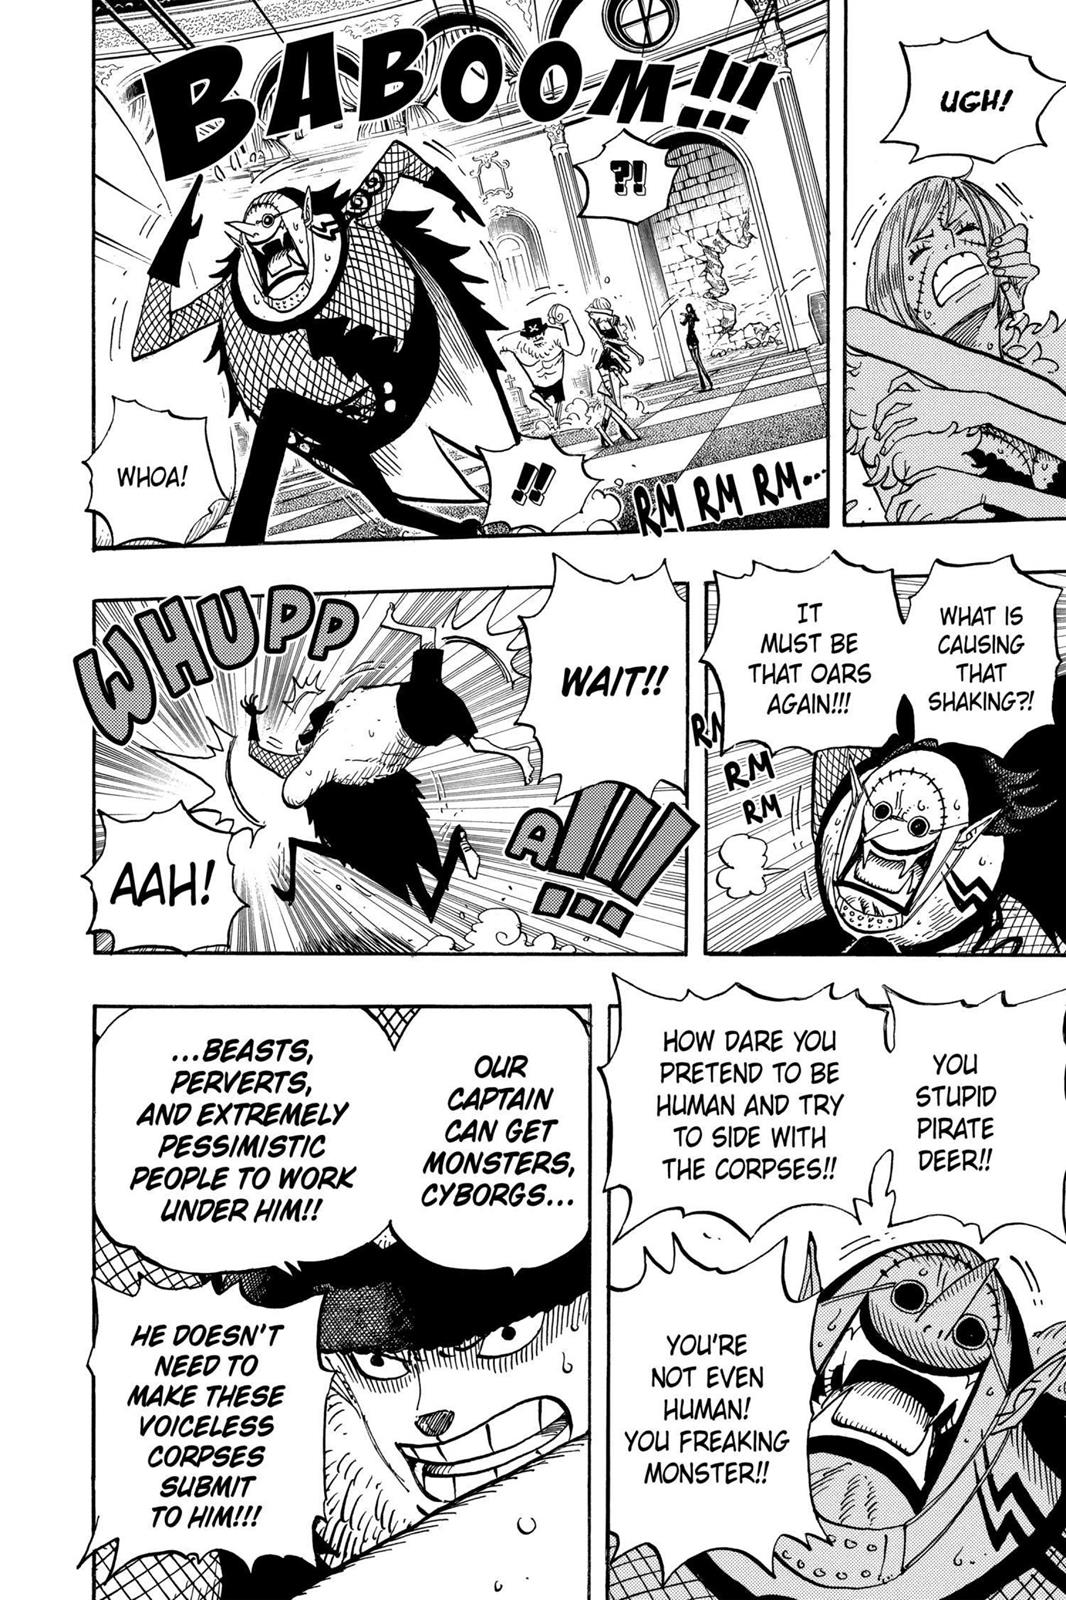 UGH!
BABOOM!!!
?!
WHOA!
!!
RM RM RM...
WHAT IS
CAUSING
THAT
SHAKING?!
IT
MUST BE
THAT OARS
AGAIN!!!
RM
RM
RM
WAIT!!
WHUPP
A!!!
AAH!
YOU
STUPID
PIRATE
DEER!!
HOW DARE YOU
PRETEND TO BE
HUMAN AND TRY
TO SIDE WITH
THE CORPSES!!
YOU'RE
NOT EVEN
HUMAN!
YOU FREAKING
MONSTER!!
OUR
CAPTAIN
CAN GET
MONSTERS,
CYBORGS...
...BEASTS,
PERVERTS,
AND EXTREMELY
PESSIMISTIC
PEOPLE TO WORK
UNDER HIM!!
HE DOESN'T
NEED TO
MAKE THESE
VOICELESS
CORPSES
SUBMIT
TO HIM!!!